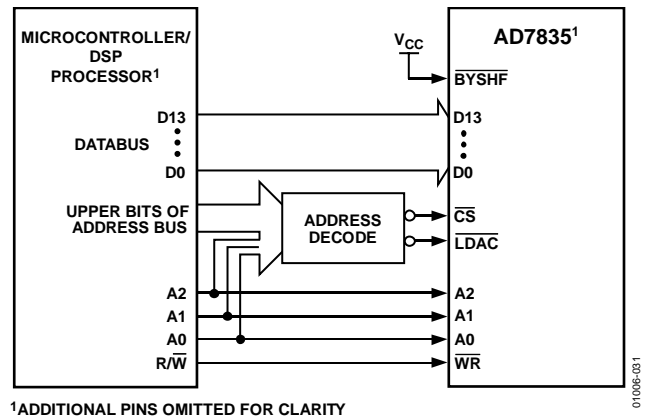 MICROCONTROLLER/
DSP
PROCESSOR1
D13
DATABUS
D0
UPPER BITS OF
ADDRESS BUS
A2
A1
A0
R/W
ADDRESS
DECODE
VCC
AD78351
BYSHF
D13
D0
CS
LDAC
A2
A1
A0
WR
1ADDITIONAL PINS OMITTED FOR CLARITY
01006-031